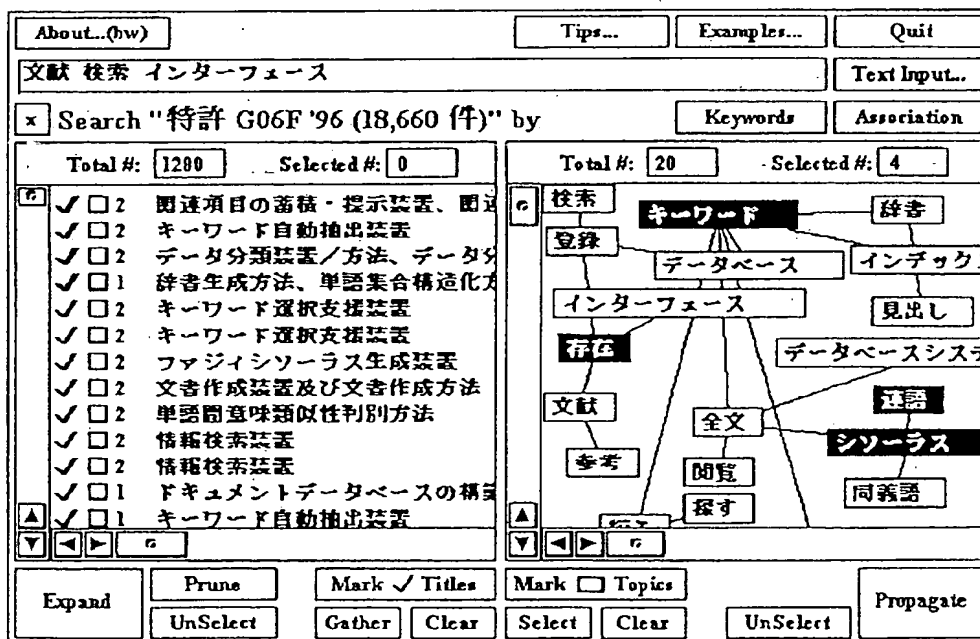 About...(hw) Tips... Examples... Quit
文献 検索 インターフェース Text Input...
x Search "特許 G06F '96 (18,660 件)" by Keywords Association
Total #: 1280 Selected #: 0
2 関連項目の蓄積・提示装置、関連
2 キーワード自動抽出装置
2 データ分類装置/方法、データ分
1 辞書生成方法、単語集合構造化方
2 キーワード選択支援装置
2 キーワード選択支援装置
2 ファジィシソーラス生成装置
2 文書作成装置及び文書作成方法
2 単語間意味類似性判別方法
2 情報検索装置
2 情報検索装置
1 ドキュメントデータベースの構築
1 キーワード自動抽出装置
Total #: 20 Selected #: 4
検索
キーワード
辞書
登録
データベース
インデック
インターフェース
見出し
存在
データベースシステ
文献
全文
連語
シソーラス
参考
閲覧
同義語
探す
Expand
Prune
UnSelect
Mark ✓ Titles
Gather Clear
Mark □ Topics
Select Clear
UnSelect
Propagate